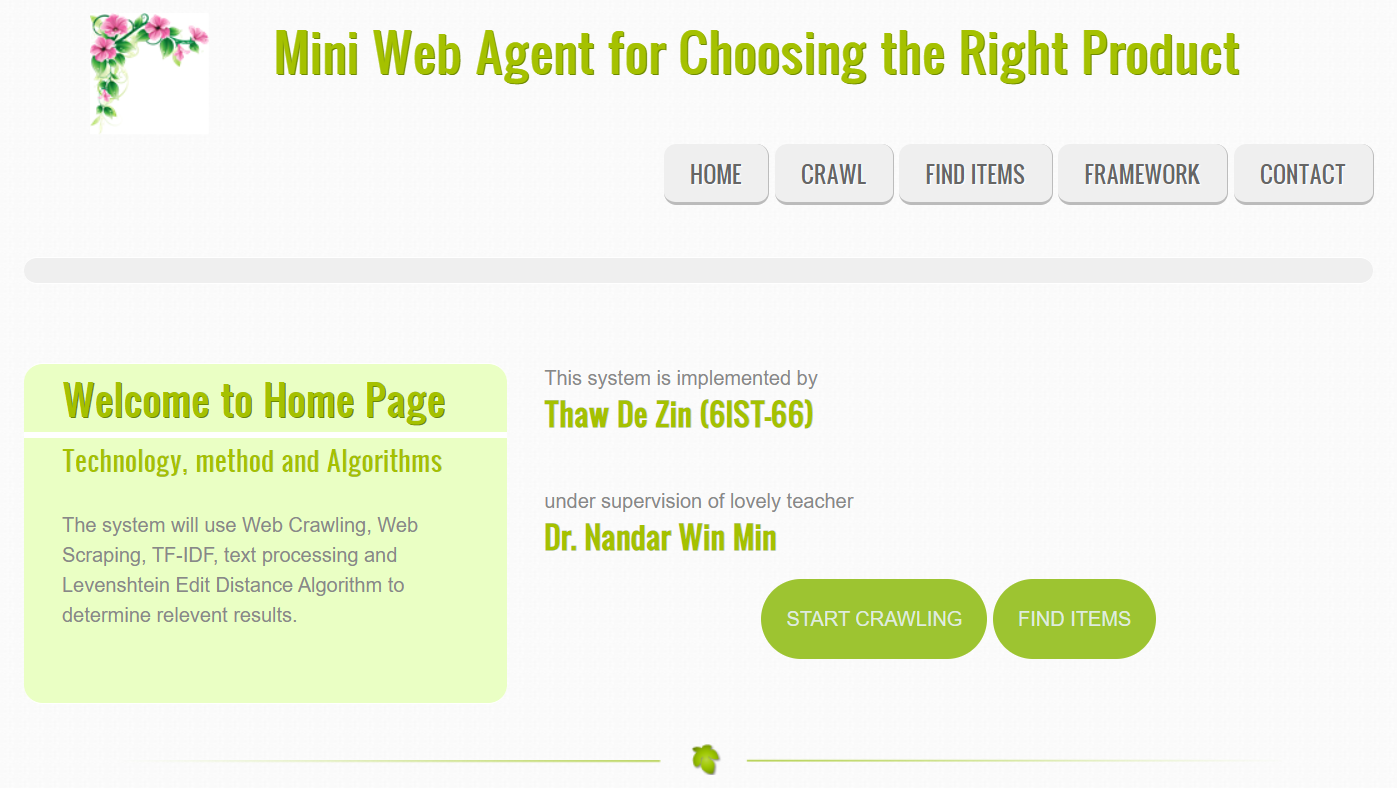 Mini Web Agent for Choosing the Right Product
HOME CRAWL FIND ITEMS FRAMEWORK CONTACT
Welcome to Home Page
Technology, method and Algorithms
The system will use Web Crawling, Web
Scraping, TF-IDF, text processing and
Levenshtein Edit Distance Algorithm to
determine relevent results.
This system is implemented by
Thaw De Zin (6IST-66)
under supervision of lovely teacher
Dr. Nandar Win Min
START CRAWLING FIND ITEMS